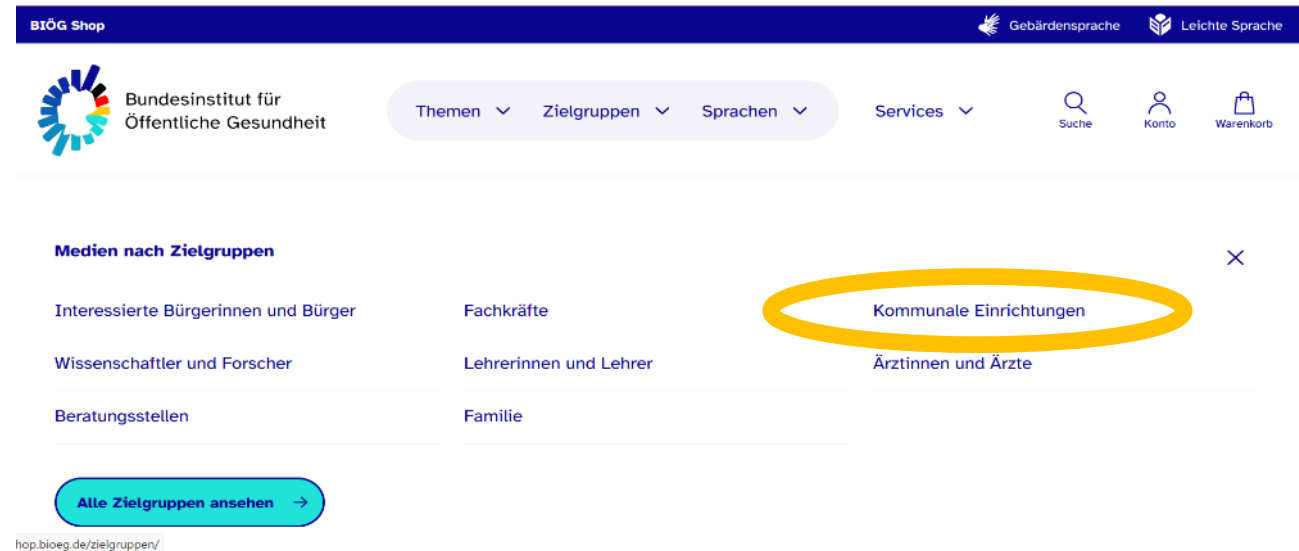 BIÖG Shop
Gebärdensprache
Leichte Sprache
Bundesinstitut für
Öffentliche Gesundheit
Themen
Zielgruppen
Sprachen
Services
Suche
Konto
Warenkorb
Medien nach Zielgruppen
Interessierte Bürgerinnen und Bürger
Fachkräfte
Kommunale Einrichtungen
Wissenschaftler und Forscher
Lehrerinnen und Lehrer
Ärztinnen und Ärzte
Beratungsstellen
Familie
Alle Zielgruppen ansehen →
hop.bioeg.de/zielgruppen/